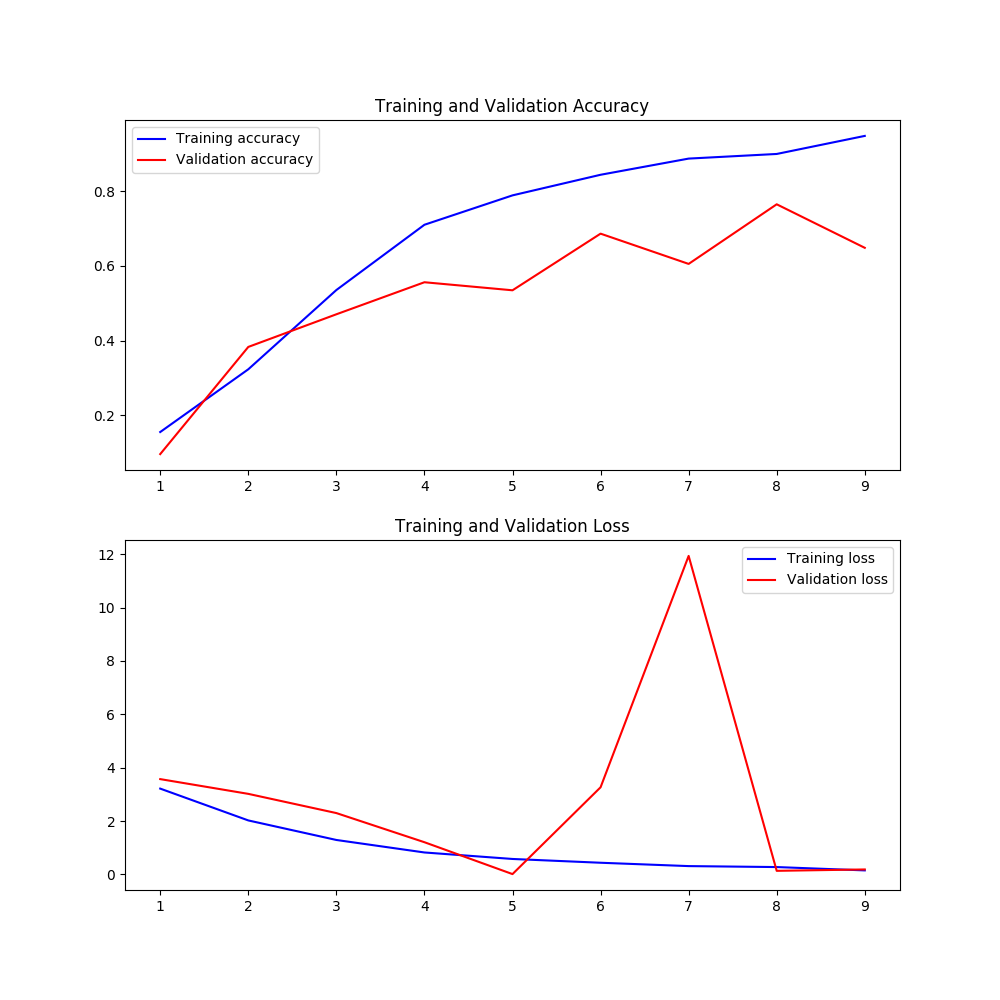 Training and Validation Accuracy
Training accuracy
Validation accuracy
0.8
0.6
0.4
0.2
1 2 3 4 5 6 7 8 9
Training and Validation Loss
Training loss
Validation loss
12
10
8
6
4
2
0
1 2 3 4 5 6 7 8 9